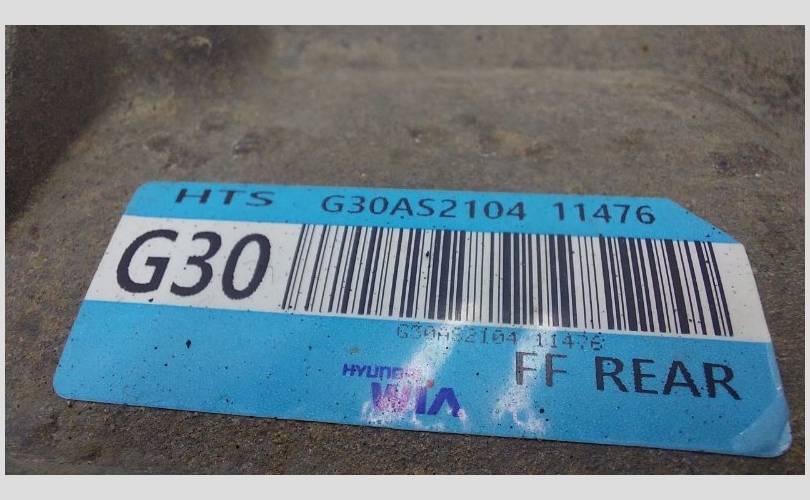 HTS G30AS2104 11476
G30
G30AS2104 11476
FF REAR
HYUNDAI
WIA